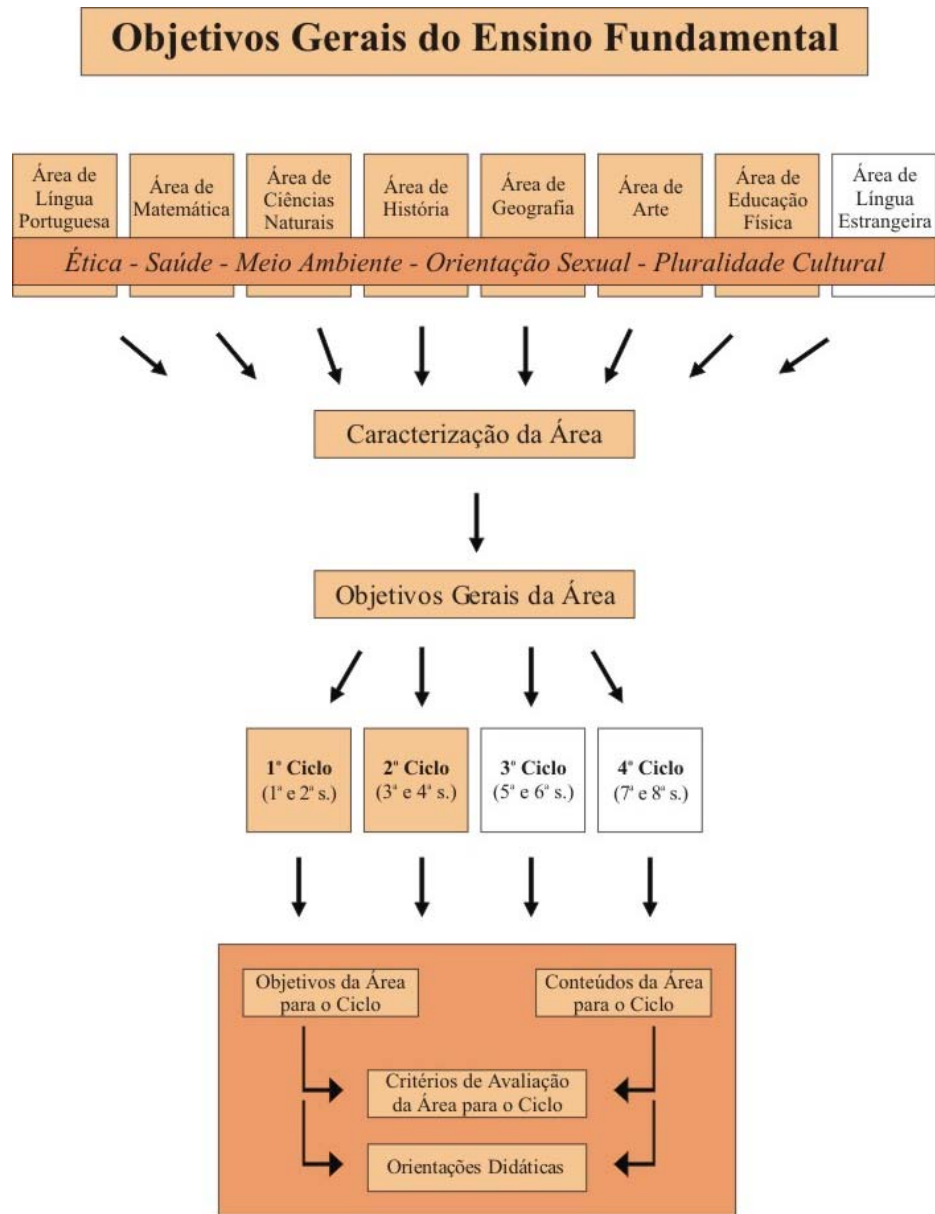 Objetivos Gerais do Ensino Fundamental
Área de
Língua
Portuguesa
Área de
Matemática
Área de
Ciências
Naturais
Área de
História
Área de
Geografia
Área de
Arte
Área de
Educação
Física
Área de
Língua
Estrangeira
Ética - Saúde - Meio Ambiente - Orientação Sexual - Pluralidade Cultural
Caracterização da Área
Objetivos Gerais da Área
1º Ciclo
(1ª e 2ª s.)
2º Ciclo
(3ª e 4ª s.)
3º Ciclo
(5ª e 6ª s.)
4º Ciclo
(7ª e 8ª s.)
Objetivos da Área
para o Ciclo
Conteúdos da Área
para o Ciclo
Critérios de Avaliação
da Área para o Ciclo
Orientações Didáticas